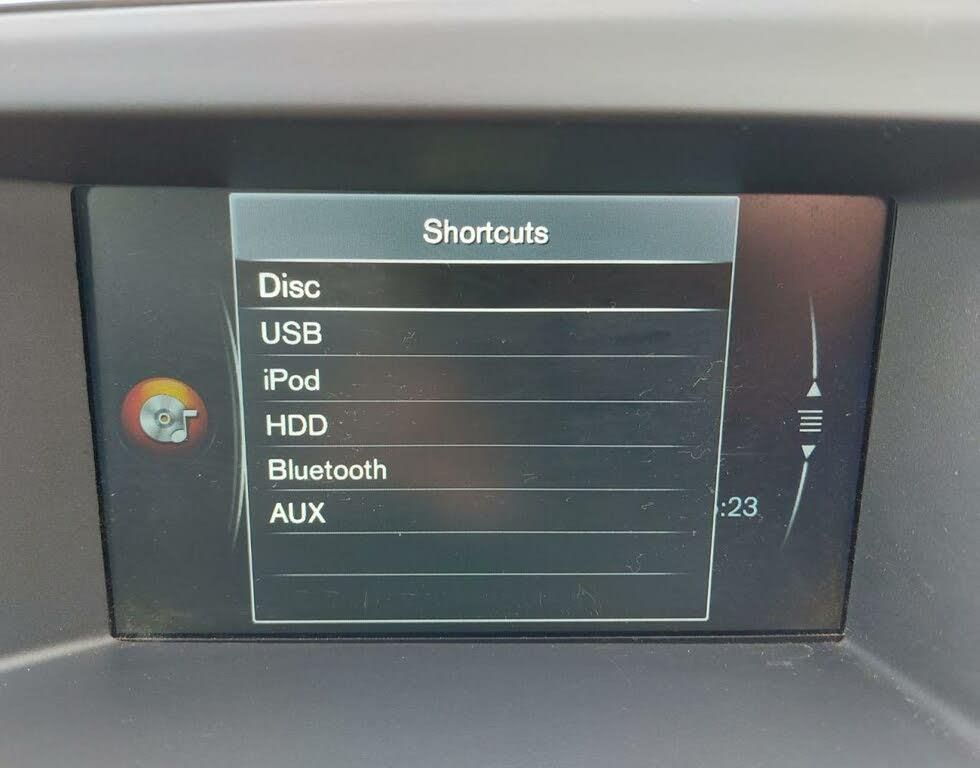 Shortcuts
Disc
USB
iPod
HDD
Bluetooth
AUX
:23